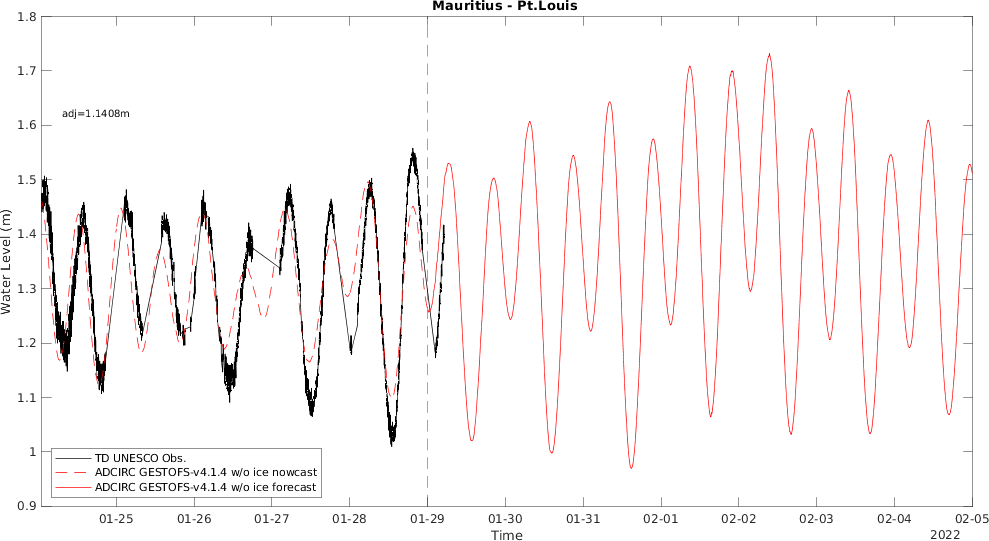 Mauritius - Pt.Louis
1.8
1.7
1.6
1.5
1.4
1.3
1.2
1.1
1
0.9
Water Level (m)
adj=1.1408m
TD UNESCO Obs.
ADCIRC GESTOFS-v4.1.4 w/o ice nowcast
ADCIRC GESTOFS-v4.1.4 w/o ice forecast
01-25 01-26 01-27 01-28 01-29 01-30 01-31 02-01 02-02 02-03 02-04 02-05
Time
2022